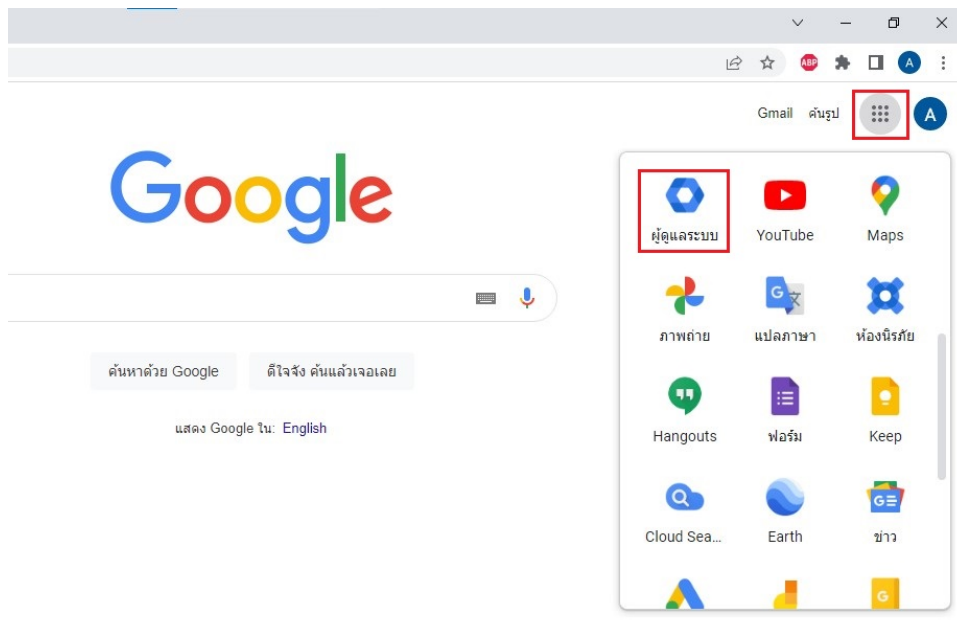 ABP
A
Gmail ค้นรูป
A
Google
ผู้ดูแลระบบ YouTube Maps
G 文
ภาพถ่าย แปลภาษา ห้องนิรภัย
Hangouts ฟอร์ม Keep
G
Cloud Sea... Earth ข่าว
G
ค้นหาด้วย Google ดีใจจัง ค้นแล้วเจอเลย
แสดง Google ใน: English